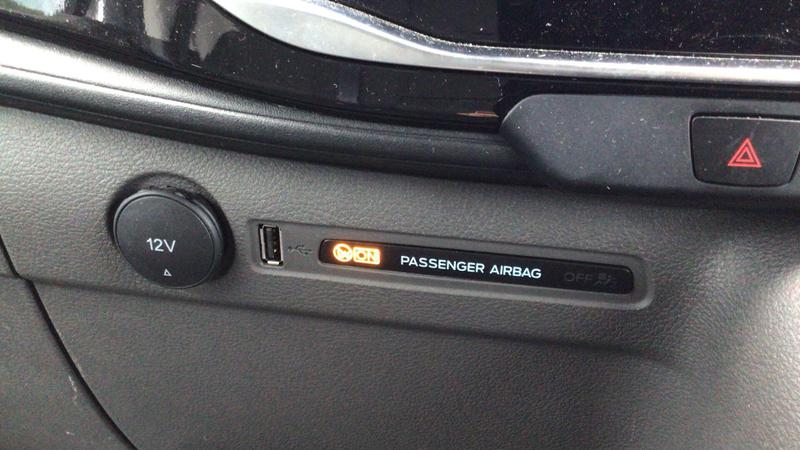 12V
ON PASSENGER AIRBAG OFF